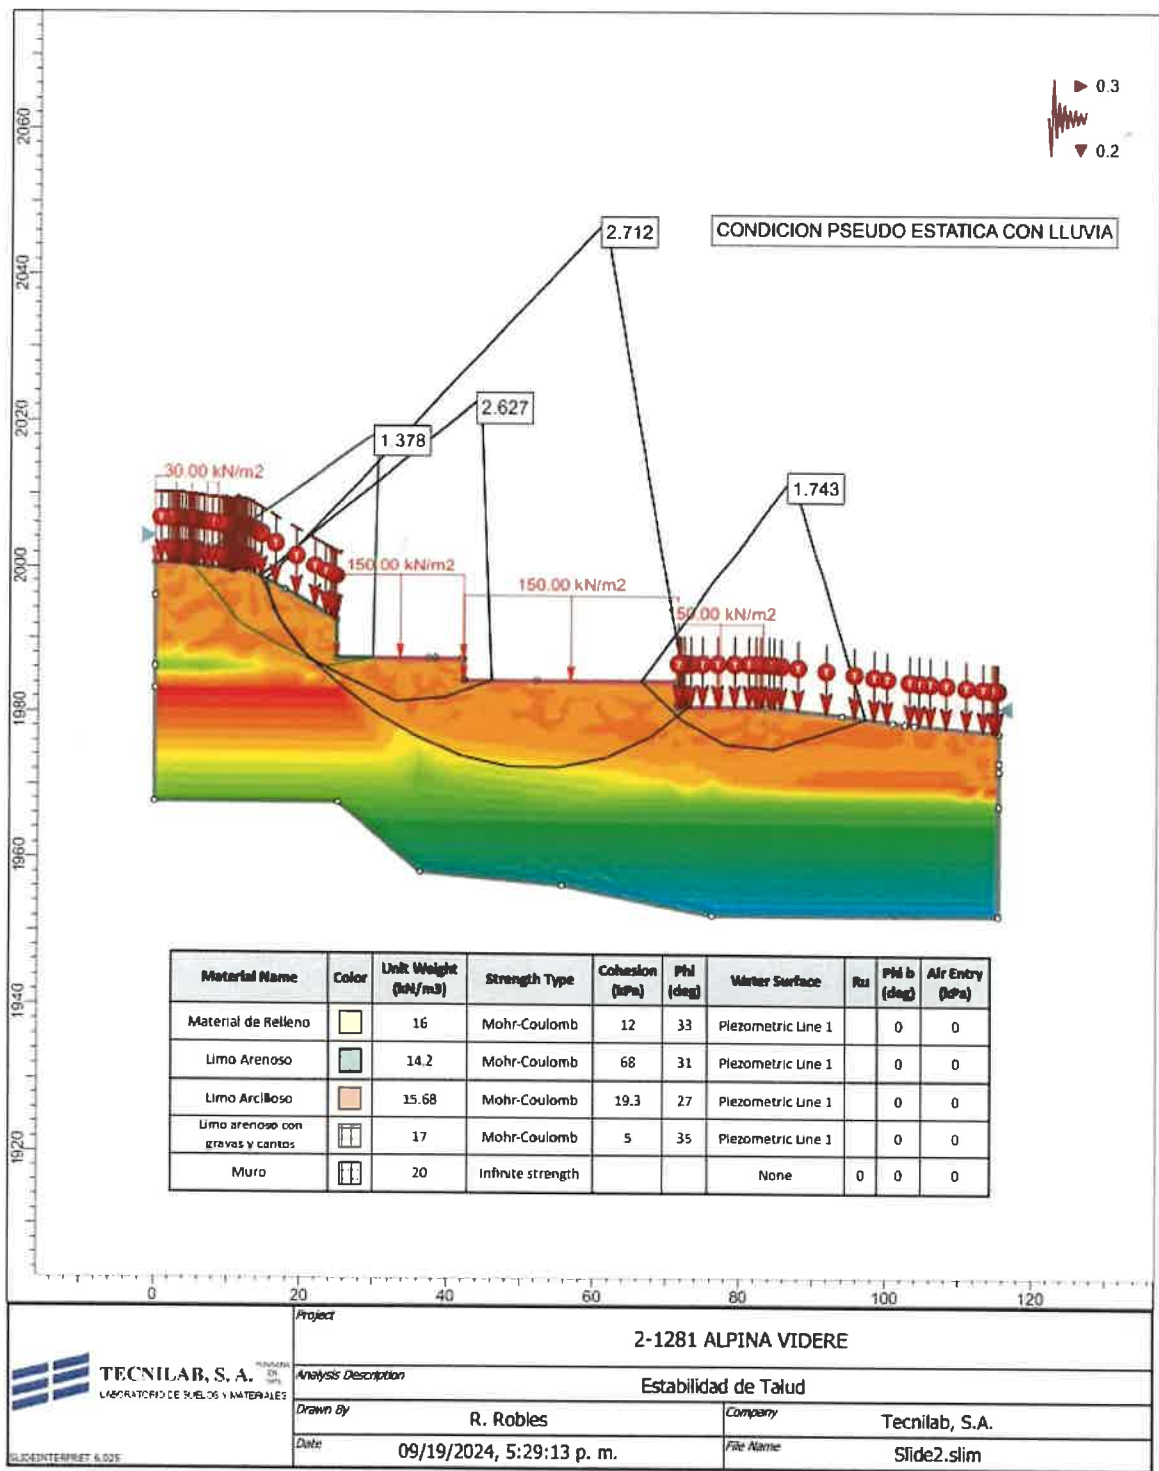 0.3
0.2
CONDICION PSEUDO ESTATICA CON LLUVIA
2.712
2.627
1.378
1.743
30.00 kN/m2
150.00 kN/m2
150.00 kN/m2
50.00 kN/m2
2060
2040
2020
2000
1980
1960
1940
1920
Material Name Color Unit Weight (kN/m3) Strength Type Cohesion (kPa) Phi (deg) Water Surface Ru Phi b (deg) Air Entry (kPa)
Material de Relleno 16 Mohr-Coulomb 12 33 Piezometric Line 1 0 0
Limo Arenoso 14.2 Mohr-Coulomb 68 31 Piezometric Line 1 0 0
Limo Arcilloso 15.68 Mohr-Coulomb 19.3 27 Piezometric Line 1 0 0
Limo arenoso con gravas y cantos 17 Mohr-Coulomb 5 35 Piezometric Line 1 0 0
Muro 20 Infinite strength None 0 0 0
0 20 40 60 80 100 120
TECNILAB, S. A.
LABORATORIO DE SUELOS Y MATERIALES
Project
2-1281 ALPINA VIDERE
Analysis Description
Estabilidad de Talud
Drawn By
R. Robles
Company
Tecnilab, S.A.
Date
09/19/2024, 5:29:13 p. m.
File Name
Slide2.slim
SLIDEINTERPRET 6.025